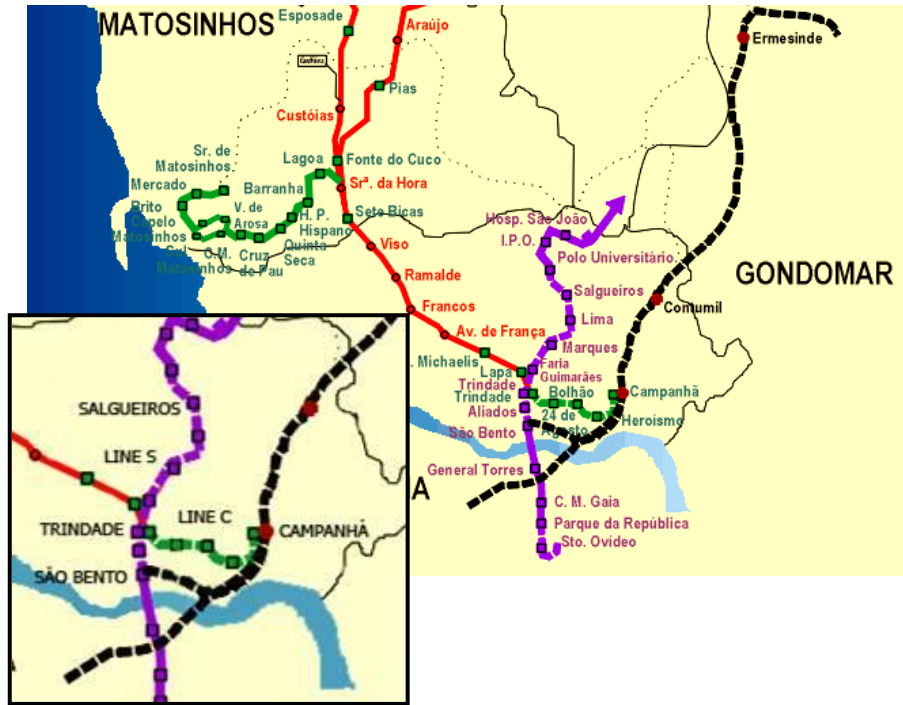 MATOSINHOS
Esposade
Araújo
Ermesinde
Pias
Custóias
Sr. de
Matosinhos
Lagoa
Fonte do Cuco
Mercado
Barranha
Srª. da Hora
Brito
Capelo
V. de
Arosa
H. P.
Hispano
Sete Bicas
Matosinhos
Sul
C.M.
Matosinhos
Cruz
de Pau
Quinta
Seca
Viso
Hosp. São João
I.P.O.
Polo Universitário
GONDOMAR
Ramalde
Salgueiros
Contumil
Francos
Lima
Av. de França
Marques
. Michaelis
Faria
Guimarães
Lapa
Trindade
Trindade
Bolhão
Campanhã
Aliados
24 de
Agosto
Heroísmo
São Bento
General Torres
A
C. M. Gaia
Parque da República
Sto. Ovídeo
SALGUEIROS
LINE S
LINE C
TRINDADE
CAMPANHÃ
SÃO BENTO